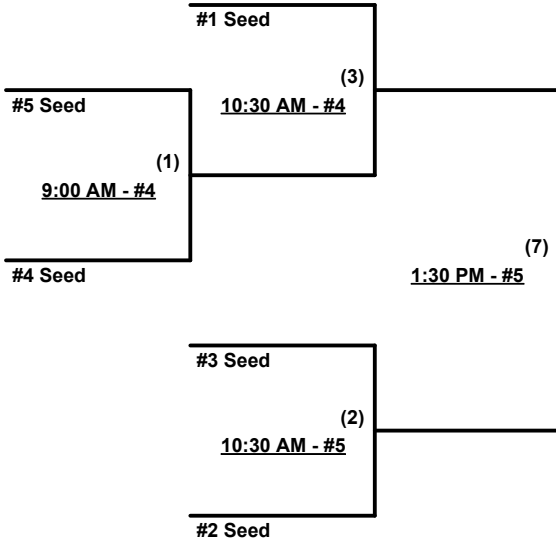 #1 Seed
(3)
10:30 AM - #4
#5 Seed
(1)
9:00 AM - #4
#4 Seed
(7)
1:30 PM - #5
#3 Seed
(2)
10:30 AM - #5
#2 Seed